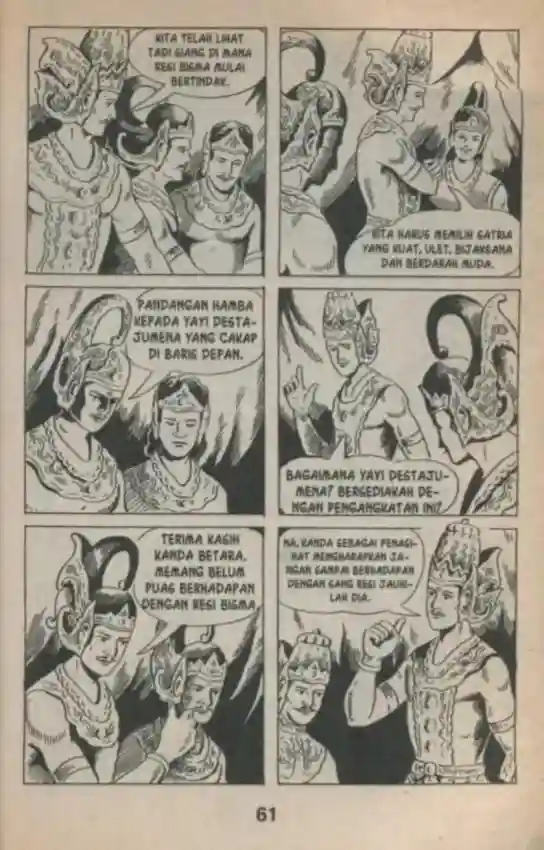 KITA TELAH LIHAT
TADI SIANG DI MANA
RESI BISMA MULAI
BERTINDAK.
KITA HARUS MEMILIH SATRIA
YANG KUAT, ULET, BIJAKSANA
DAN BERDARAH MUDA.
PANDANGAN HAMBA
KEPADA YAYI DESTA-
JUMENA YANG CAKAP
DI BARIS DEPAN.
BAGAIMANA YAYI DESTAJU-
MENA? BERSEDIAKAH DE-
NGAN PENGANGKATAN INI?
TERIMA KASIH
KANDA BETARA.
MEMANG BELUM
PUAS BERHADAPAN
DENGAN RESI BISMA
NA, KANDA SEBAGAI PENASI-
HAT MENGHARAPKAN JA-
NGAN SAMPAI BERHADAPAN
DENGAN SANG RESI JAUHI-
LAH DIA.
61